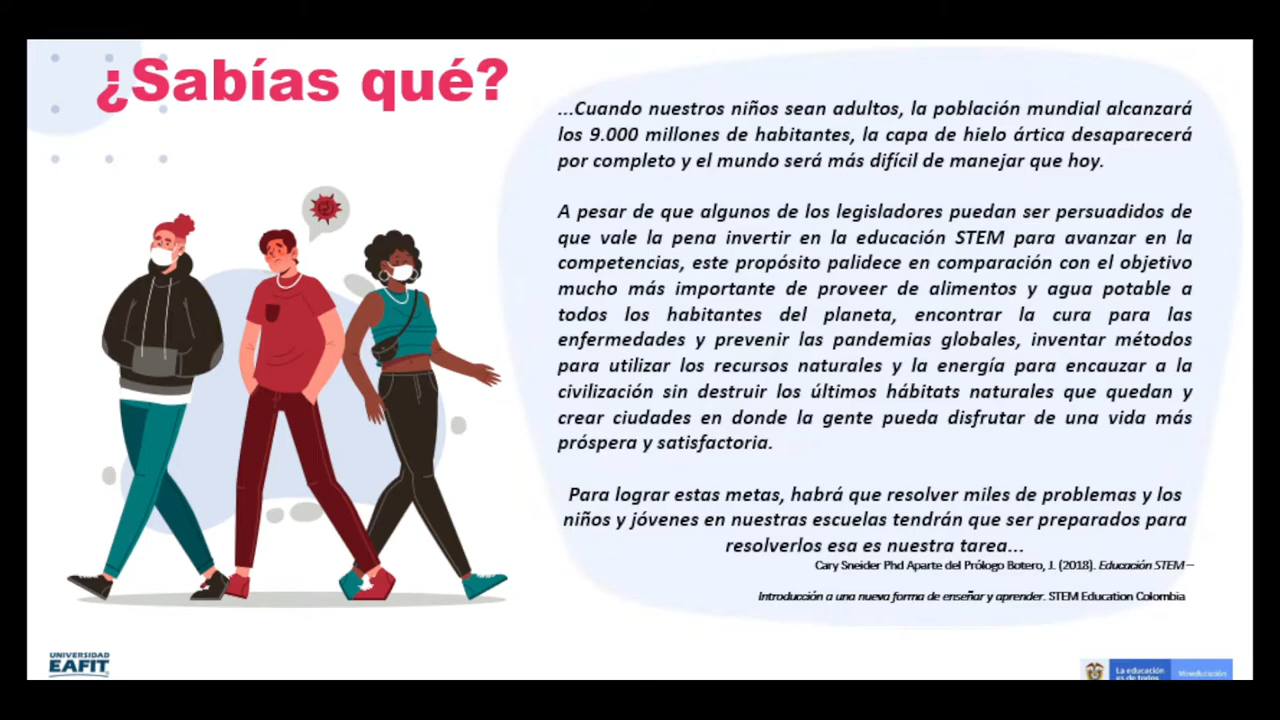 ¿Sabías qué?
...Cuando nuestros niños sean adultos, la población mundial alcanzará
los 9.000 millones de habitantes, la capa de hielo ártica desaparecerá
por completo y el mundo será más difícil de manejar que hoy.
A pesar de que algunos de los legisladores puedan ser persuadidos de
que vale la pena invertir en la educación STEM para avanzar en la
competencias, este propósito palidece en comparación con el objetivo
mucho más importante de proveer de alimentos y agua potable a
todos los habitantes del planeta, encontrar la cura para las
enfermedades y prevenir las pandemias globales, inventar métodos
para utilizar los recursos naturales y la energía para encauzar a la
civilización sin destruir los últimos hábitats naturales que quedan y
crear ciudades en donde la gente pueda disfrutar de una vida más
próspera y satisfactoria.
Para lograr estas metas, habrá que resolver miles de problemas y los
niños y jóvenes en nuestras escuelas tendrán que ser preparados para
resolverlos esa es nuestra tarea...
Cary Sneider Phd Aparte del Prólogo Botero, J. (2018). Educación STEM –
Introducción a una nueva forma de enseñar y aprender. STEM Education Colombia
UNIVERSIDAD
EAFIT
La educación
es de todos
Mineducación